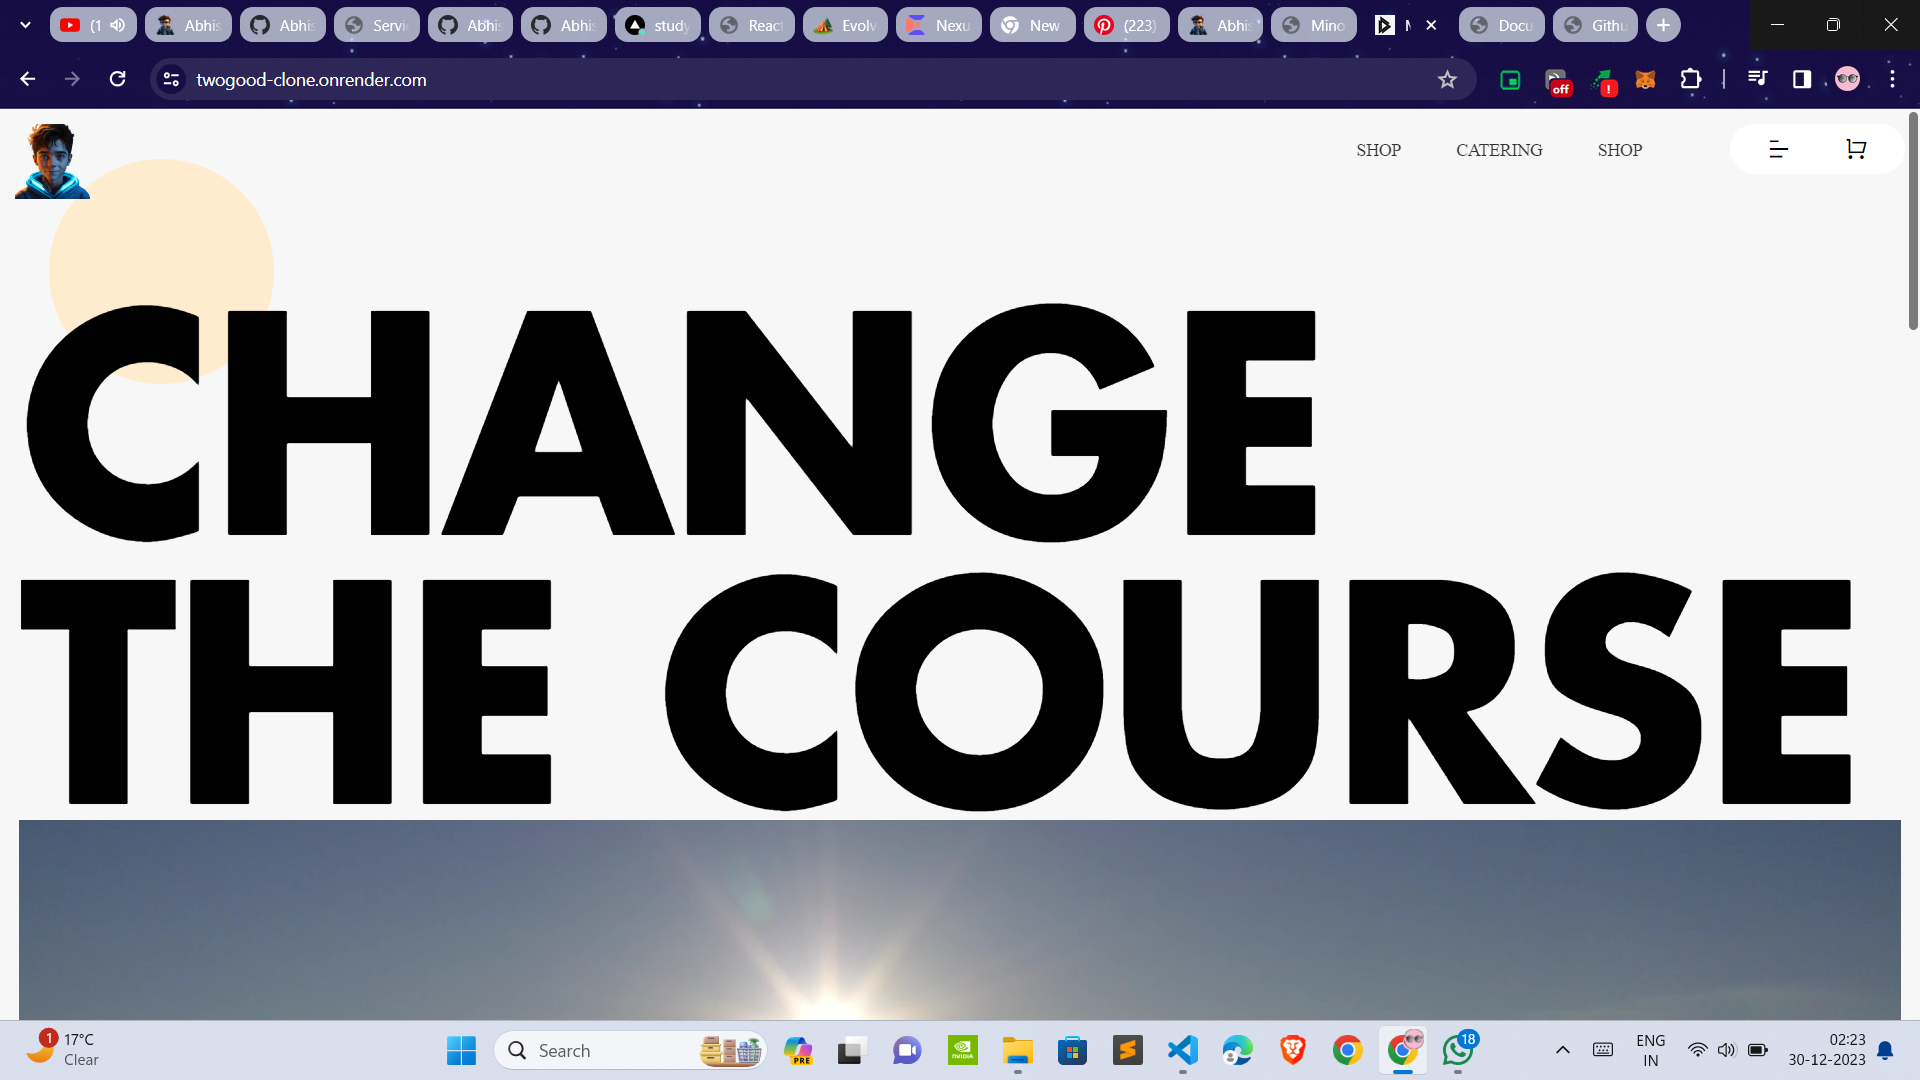 (1
Abhis
Abhis
Servi
Abhis
Abhis
study
React
Evolv
Nexu
New
(223)
Abhis
Mino
Docu
Githu
twogood-clone.onrender.com
off
!
SHOP CATERING SHOP
CHANGE
THE COURSE
1
17°C
Clear
Search
PRE
NVIDIA
18
ENG
IN
02:23
30-12-2023